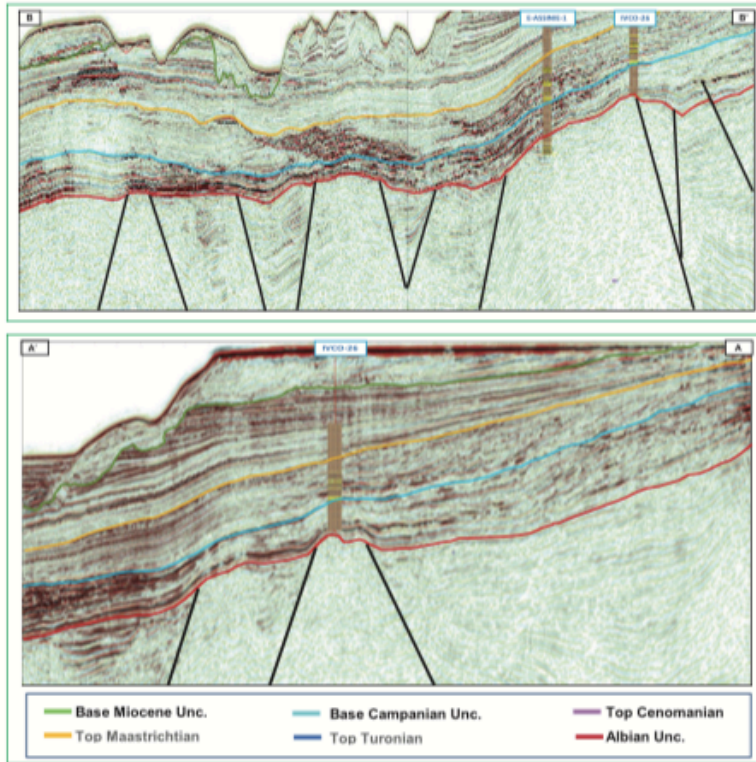 B
E-ASSINIE-1
IVCO-26
B'
A'
IVCO-26
A
Base Miocene Unc.
Base Campanian Unc.
Top Cenomanian
Top Maastrichtian
Top Turonian
Albian Unc.